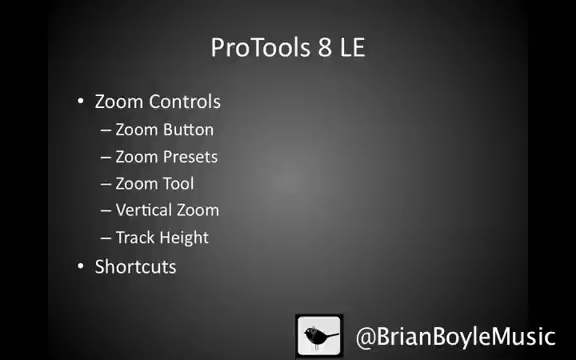 ProTools 8 LE
• Zoom Controls
– Zoom Button
– Zoom Presets
– Zoom Tool
– Vertical Zoom
– Track Height
• Shortcuts
@BrianBoyleMusic